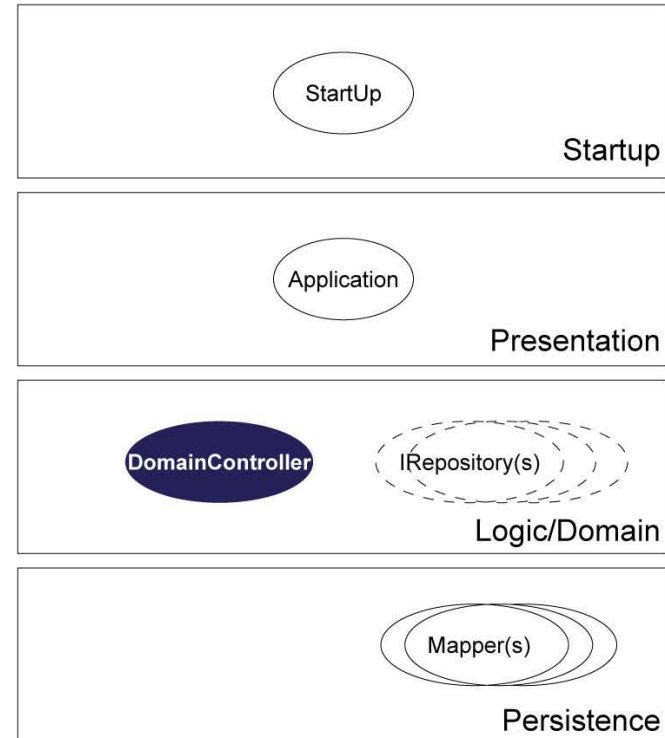 StartUp
Startup
Application
Presentation
DomainController
IRepository(s)
Logic/Domain
Mapper(s)
Persistence